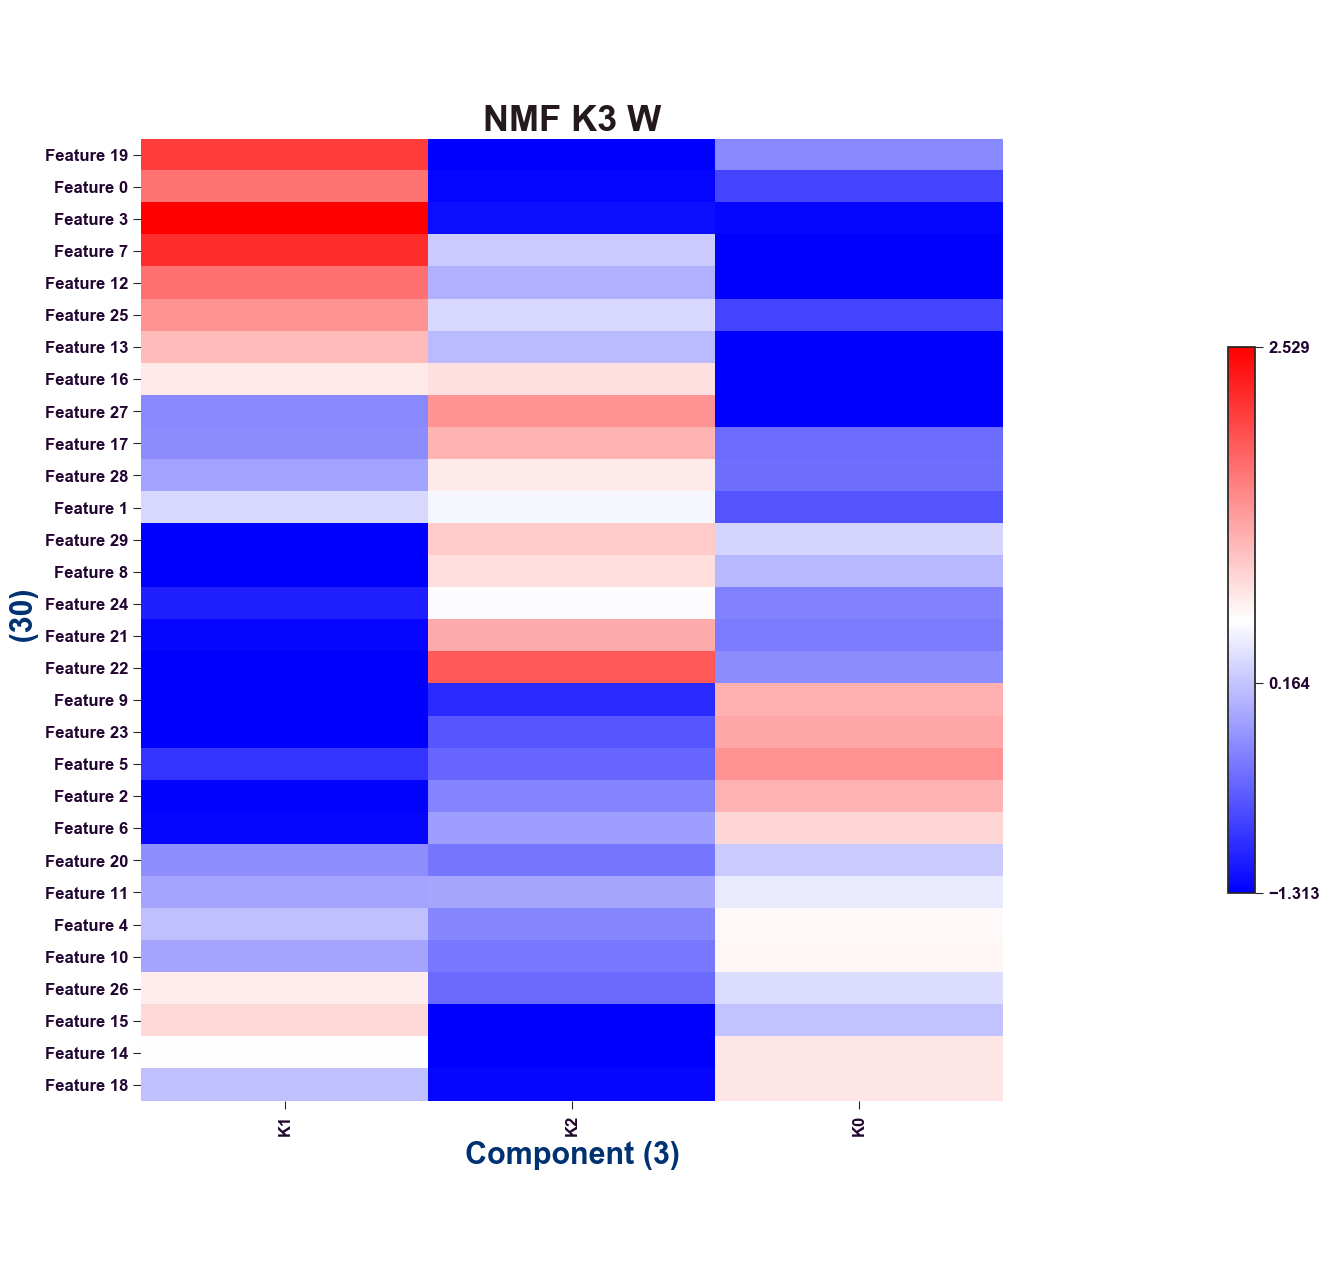 NMF K3 W
Feature 19
Feature 0
Feature 3
Feature 7
Feature 12
Feature 25
Feature 13
Feature 16
Feature 27
Feature 17
Feature 28
Feature 1
Feature 29
Feature 8
Feature 24
Feature 21
Feature 22
Feature 9
Feature 23
Feature 5
Feature 2
Feature 6
Feature 20
Feature 11
Feature 4
Feature 10
Feature 26
Feature 15
Feature 14
Feature 18
(30)
K1
K2
K0
Component (3)
2.529
0.164
−1.313